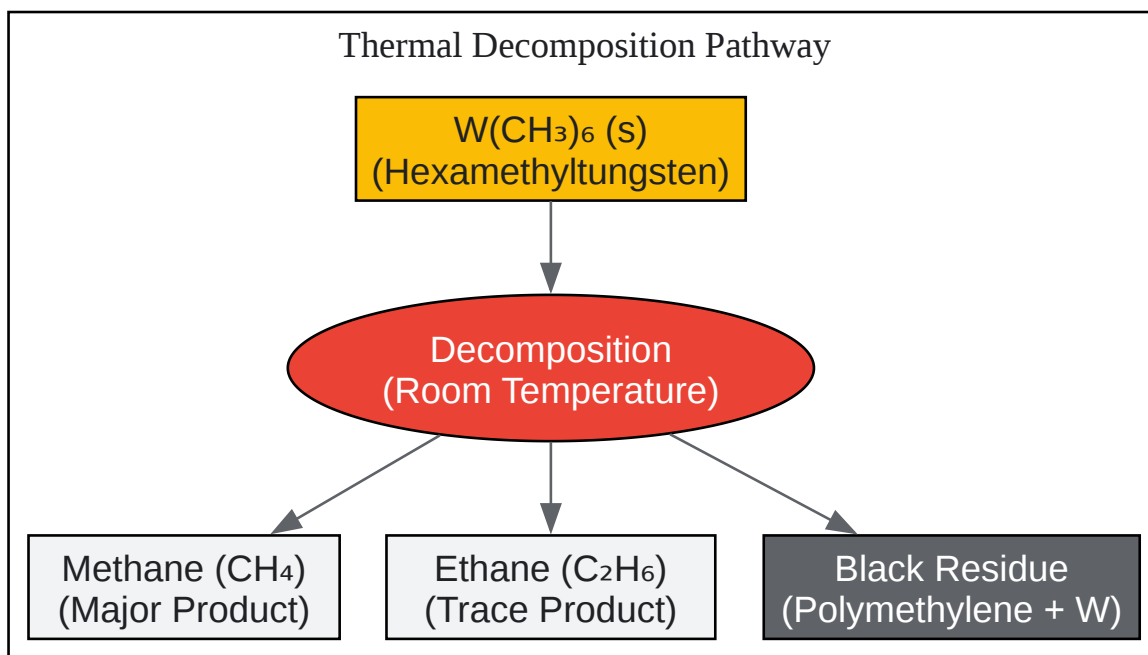 Thermal Decomposition Pathway
W(CH₃)₆ (s)
(Hexamethyltungsten)
Decomposition
(Room Temperature)
Methane (CH₄)
(Major Product)
Ethane (C₂H₆)
(Trace Product)
Black Residue
(Polymethylene + W)